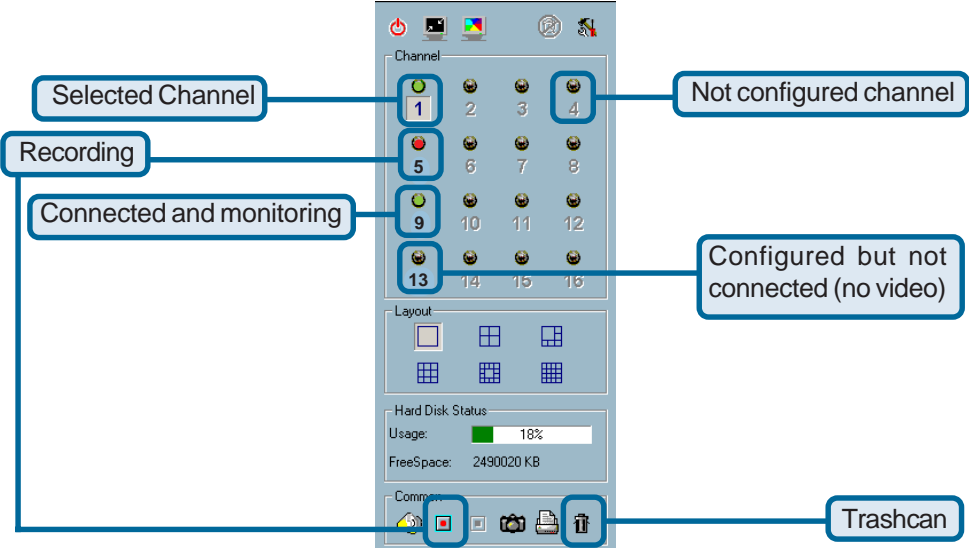 Channel
Selected Channel
Not configured channel
1 2 3 4
Recording
5 6 7 8
Connected and monitoring
9 10 11 12
Configured but not
connected (no video)
13 14 15 16
Layout
Hard Disk Status
Usage: 18%
FreeSpace: 2490020 KB
Common
Trashcan